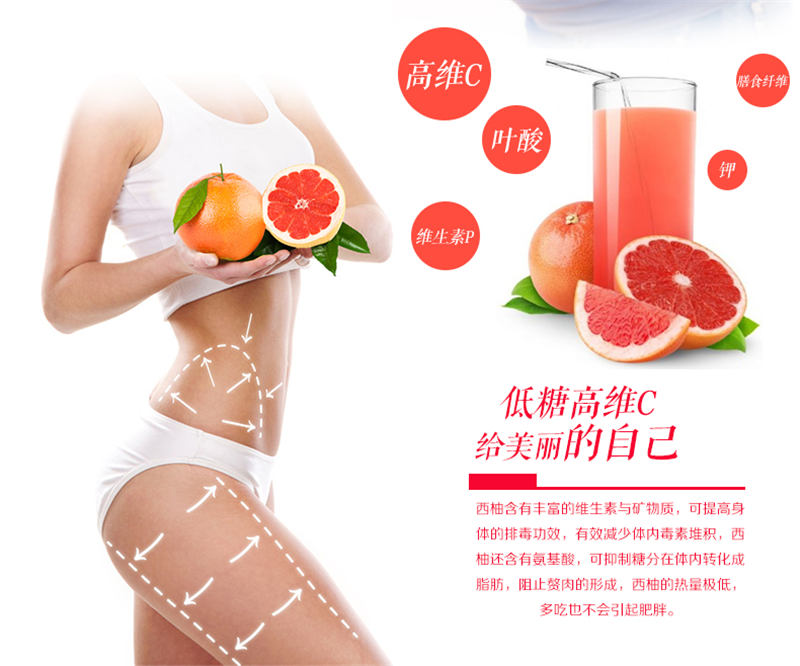 高维C
膳食纤维
叶酸
钾
维生素P
低糖高维C
给美丽的自己
西柚含有丰富的维生素与矿物质，可提高身
体的排毒功效，有效减少体内毒素堆积，西
柚还含有氨基酸，可抑制糖分在体内转化成
脂肪，阻止赘肉的形成，西柚的热量极低，
多吃也不会引起肥胖。